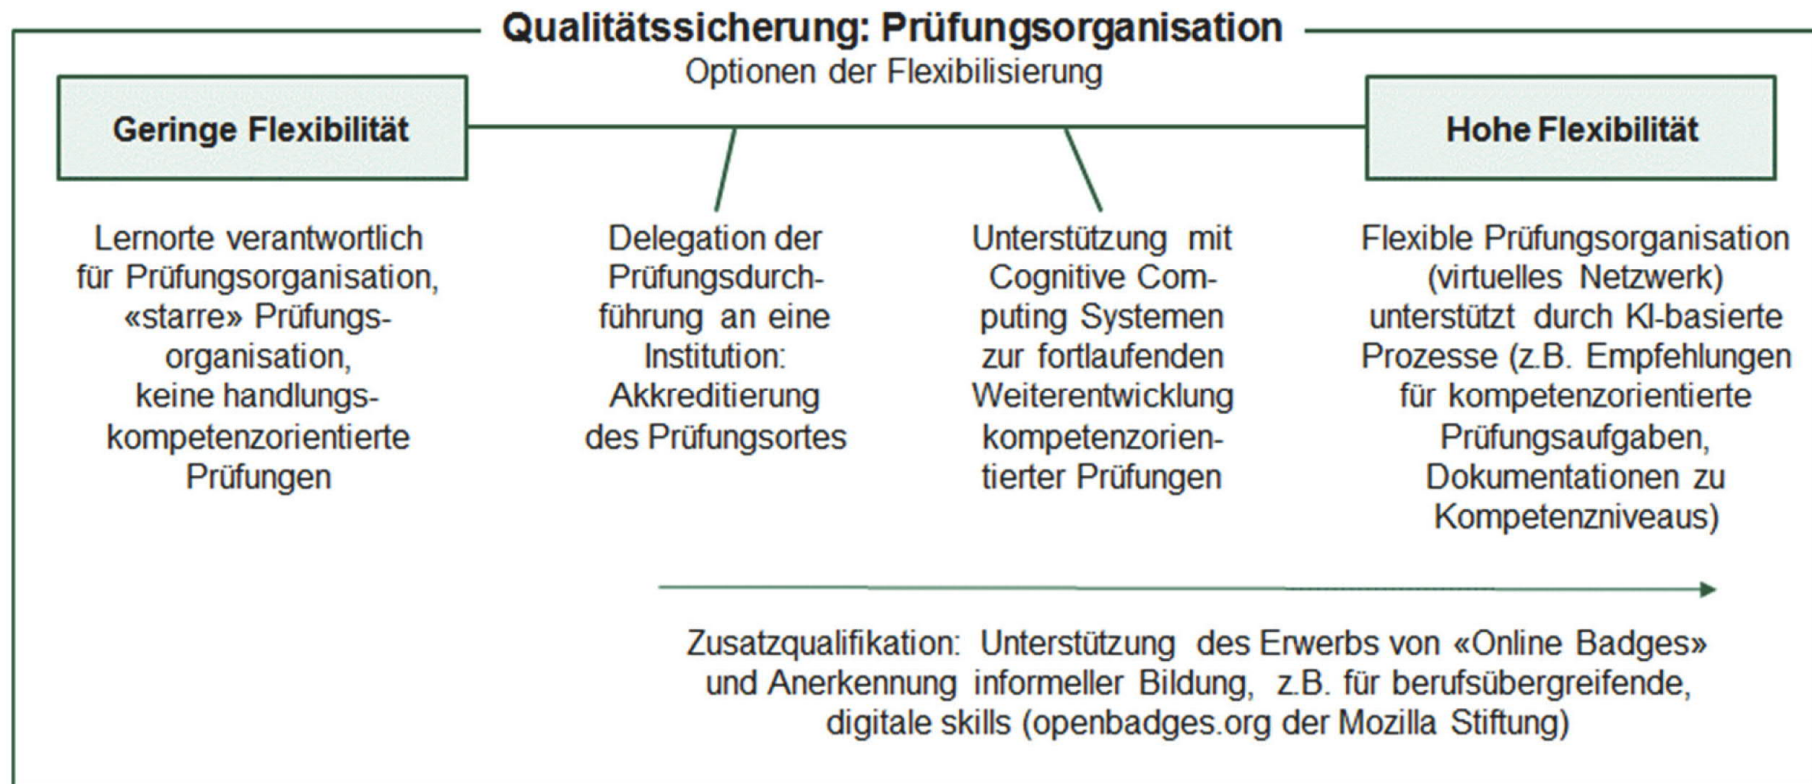 Qualitätssicherung: Prüfungsorganisation
Optionen der Flexibilisierung
Geringe Flexibilität
Hohe Flexibilität
Lernorte verantwortlich
für Prüfungsorganisation,
«starre» Prüfungs-
organisation,
keine handlungs-
kompetenzorientierte
Prüfungen
Delegation der
Prüfungsdurch-
führung an eine
Institution:
Akkreditierung
des Prüfungsortes
Unterstützung mit
Cognitive Com-
puting Systemen
zur fortlaufenden
Weiterentwicklung
kompetenzorien-
tierter Prüfungen
Flexible Prüfungsorganisation
(virtuelles Netzwerk)
unterstützt durch KI-basierte
Prozesse (z.B. Empfehlungen
für kompetenzorientierte
Prüfungsaufgaben,
Dokumentationen zu
Kompetenzniveaus)
Zusatzqualifikation: Unterstützung des Erwerbs von «Online Badges»
und Anerkennung informeller Bildung, z.B. für berufsübergreifende,
digitale skills (openbadges.org der Mozilla Stiftung)